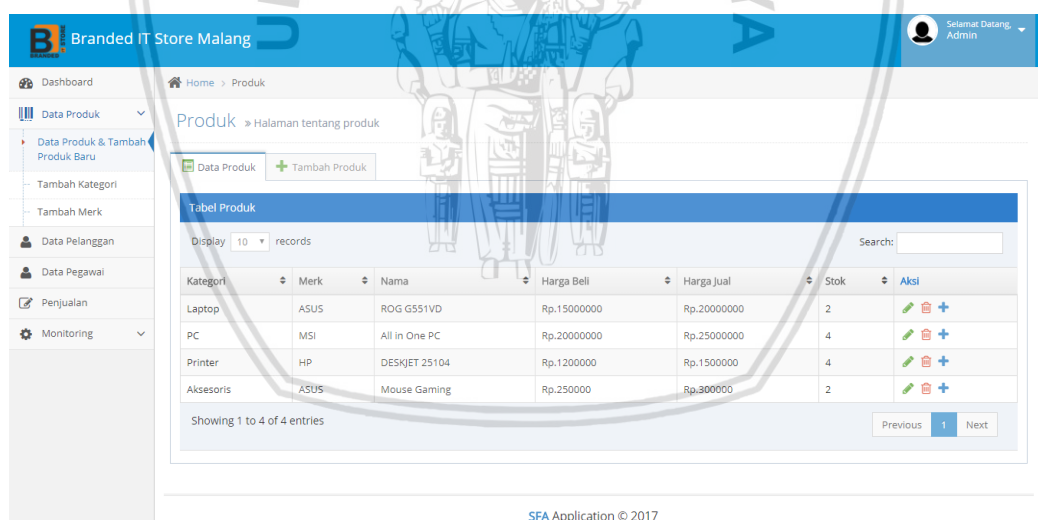 Branded IT Store Malang
Selamat Datang,
Admin
Dashboard
Data Produk
Data Produk & Tambah
Produk Baru
Tambah Kategori
Tambah Merk
Data Pelanggan
Data Pegawai
Penjualan
Monitoring
Home > Produk
Produk » Halaman tentang produk
Data Produk Tambah Produk
Tabel Produk
Display 10 records Search:
Kategori Merk Nama Harga Beli Harga Jual Stok Aksi
Laptop ASUS ROG G551VD Rp.15000000 Rp.20000000 2
PC MSI All in One PC Rp.20000000 Rp.25000000 4
Printer HP DESKJET 25104 Rp.1200000 Rp.1500000 4
Aksesoris ASUS Mouse Gaming Rp.250000 Rp.300000 2
Showing 1 to 4 of 4 entries
Previous 1 Next
SFA Application © 2017